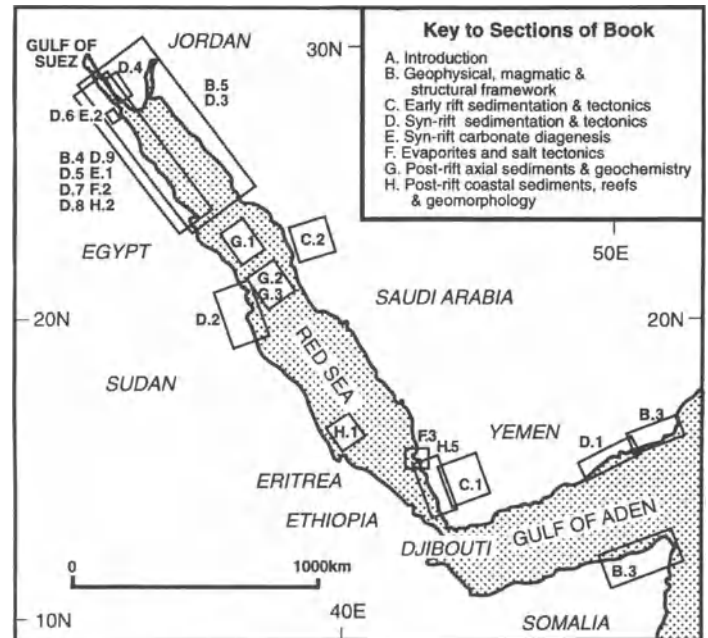 GULF OF
SUEZ
JORDAN
30N
D.4
B.5
D.3
D.6 E.2
B.4 D.9
D.5 E.1
D.7 F.2
D.8 H.2
EGYPT
Key to Sections of Book
A. Introduction
B. Geophysical, magmatic &
structural framework
C. Early rift sedimentation & tectonics
D. Syn-rift sedimentation & tectonics
E. Syn-rift carbonate diagenesis
F. Evaporites and salt tectonics
G. Post-rift axial sediments & geochemistry
H. Post-rift coastal sediments, reefs
& geomorphology
50E
G.1
C.2
G.2
G.3
SAUDI ARABIA
20N
D.2
20N
RED SEA
SUDAN
H.1
F.3
H.5
YEMEN
D.1
B.3
C.1
ERITREA
ETHIOPIA
DJIBOUTI
GULF OF ADEN
B.3
0
1000km
10N
40E
SOMALIA